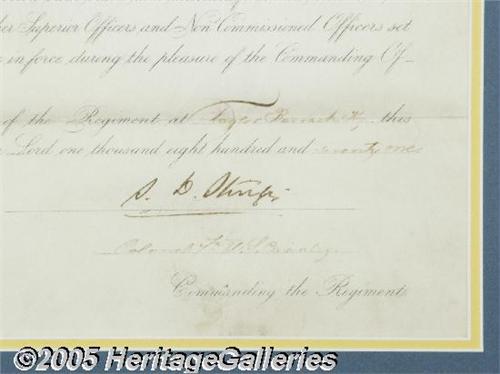 her Superior Officers and Non Commissioned Officers set
in force, during the pleasure of the Commanding Of-
of the Regiment at Taylor Barracks Ky. this
Lord one thousand eight hundred and seventy one
S. D. Sturgis
Colonel 7th U.S. Cavalry
Commanding the Regiment.
©2005 HeritageGalleries